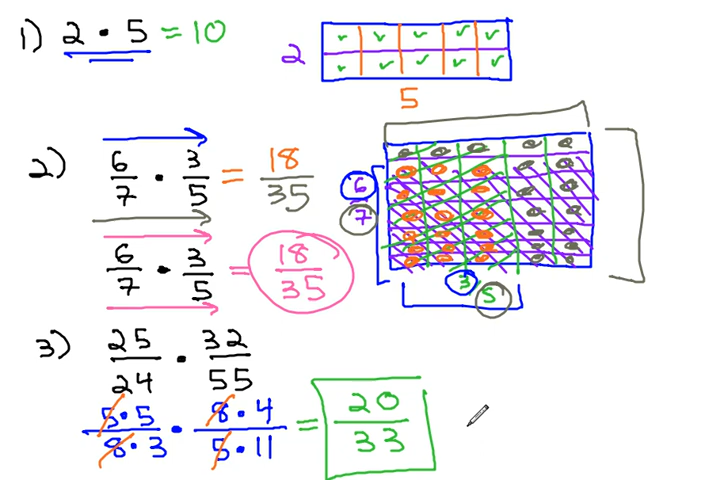 1) 2 · 5 = 10
2
5
2) 6/7 · 3/5 = 18/35
6
7
6/7 · 3/5 = 18/35
3
5
3) 25/24 · 32/55
5·5/8·3 · 8·4/5·11 = 20/33